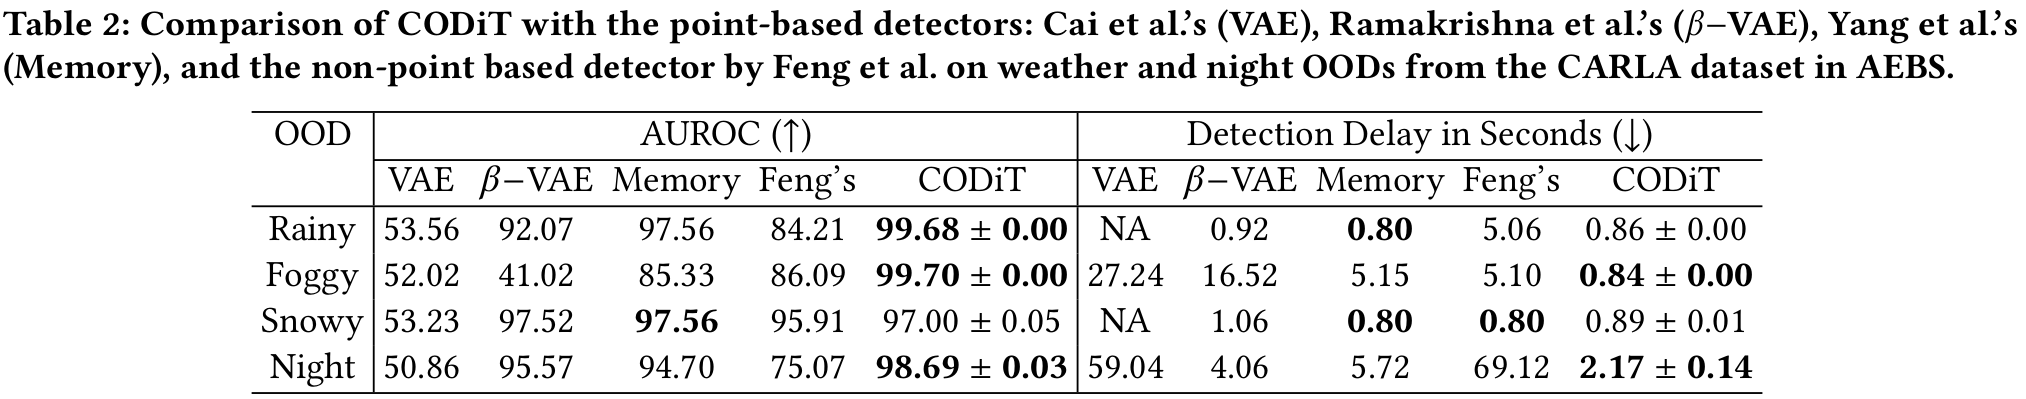 Table 2: Comparison of CODiT with the point-based detectors: Cai et al.'s (VAE), Ramakrishna et al.'s (β−VAE), Yang et al.'s
(Memory), and the non-point based detector by Feng et al. on weather and night OODs from the CARLA dataset in AEBS.
OOD AUROC (↑) Detection Delay in Seconds (↓)
VAE β−VAE Memory Feng's CODiT VAE β−VAE Memory Feng's CODiT
Rainy 53.56 92.07 97.56 84.21 99.68 ± 0.00 NA 0.92 0.80 5.06 0.86 ± 0.00
Foggy 52.02 41.02 85.33 86.09 99.70 ± 0.00 27.24 16.52 5.15 5.10 0.84 ± 0.00
Snowy 53.23 97.52 97.56 95.91 97.00 ± 0.05 NA 1.06 0.80 0.80 0.89 ± 0.01
Night 50.86 95.57 94.70 75.07 98.69 ± 0.03 59.04 4.06 5.72 69.12 2.17 ± 0.14